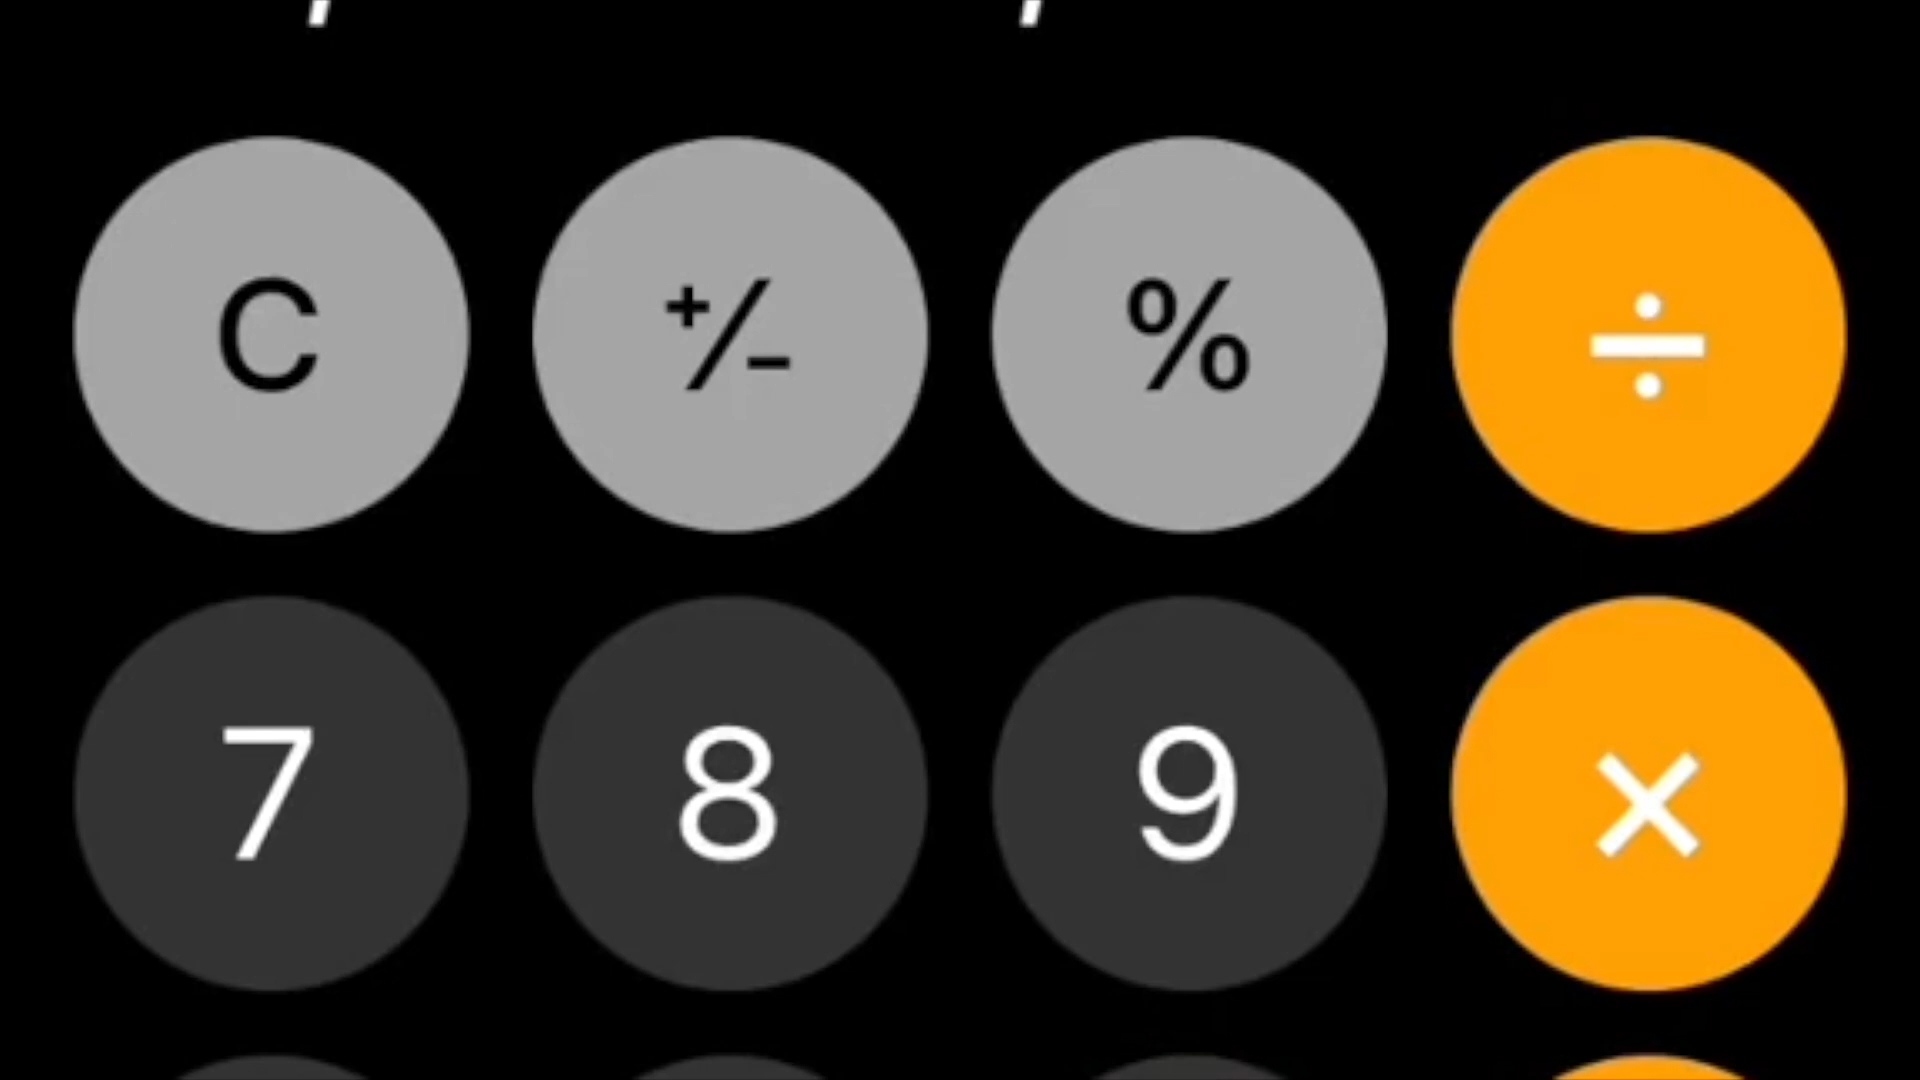 , ,
C +/- % ÷
7 8 9 ×